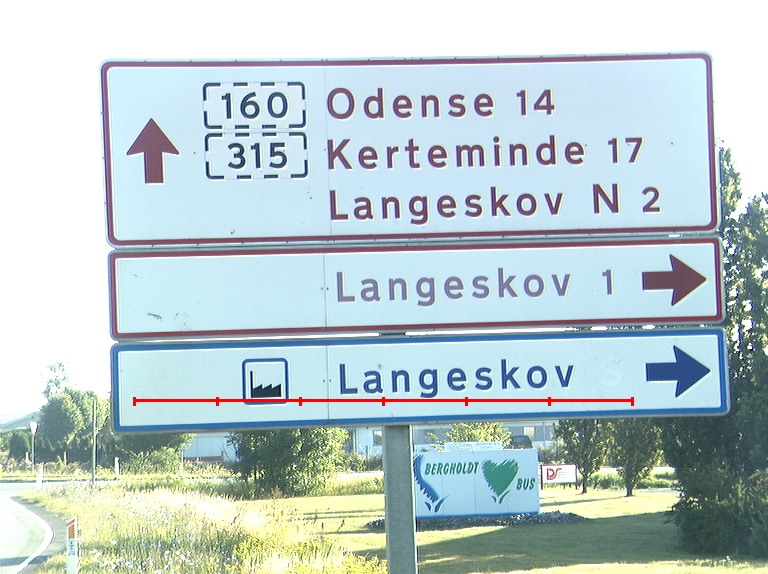 160 Odense 14
315 Kerteminde 17
Langeskov N 2
Langeskov 1
Langeskov
BERGHOLDT
BUS